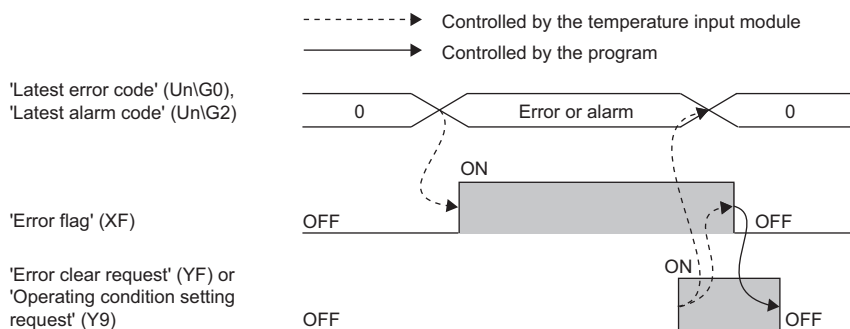 Controlled by the temperature input module
Controlled by the program
'Latest error code' (Un\G0),
'Latest alarm code' (Un\G2)
0
Error or alarm
0
ON
'Error flag' (XF)
OFF
OFF
'Error clear request' (YF) or
'Operating condition setting
request' (Y9)
ON
OFF
OFF